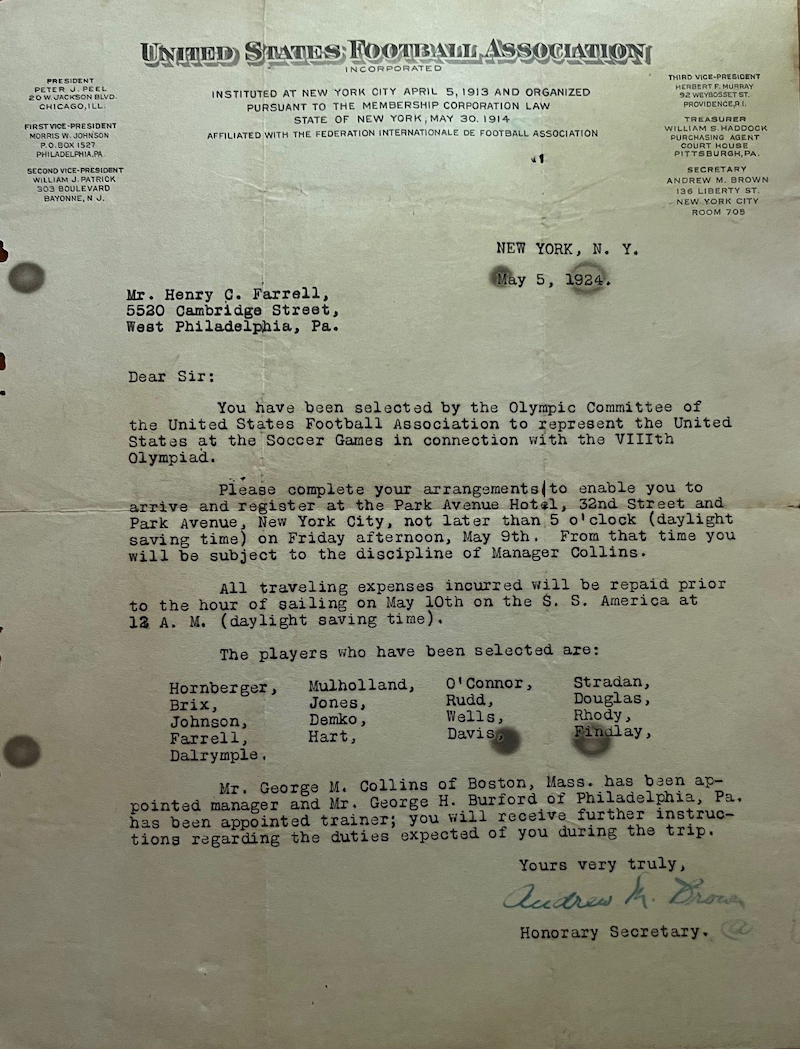 UNITED STATES FOOTBALL ASSOCIATION
INCORPORATED
INSTITUTED AT NEW YORK CITY APRIL 5, 1913 AND ORGANIZED
PURSUANT TO THE MEMBERSHIP CORPORATION LAW
STATE OF NEW YORK, MAY 30. 1914
AFFILIATED WITH THE FEDERATION INTERNATIONALE DE FOOTBALL ASSOCIATION
PRESIDENT
PETER J. PEEL
20 W. JACKSON BLVD.
CHICAGO, ILL.
FIRST VICE-PRESIDENT
MORRIS W. JOHNSON
P. O. BOX 1527
PHILADELPHIA, PA.
SECOND VICE-PRESIDENT
WILLIAM J. PATRICK
303 BOULEVARD
BAYONNE, N J.
THIRD VICE-PRESIDENT
HERBERT F. MURRAY
92 WEYBOSSET ST.
PROVIDENCE, R I.
TREASURER
WILLIAM S. HADDOCK
PURCHASING AGENT
COURT HOUSE
PITTSBURGH, PA.
SECRETARY
ANDREW M. BROWN
136 LIBERTY ST.
NEW YORK CITY
ROOM 705
NEW YORK, N. Y.
May 5, 1924.
Mr. Henry C. Farrell,
5520 Cambridge Street,
West Philadelphia, Pa.
Dear Sir:
You have been selected by the Olympic Committee of
the United States Football Association to represent the United
States at the Soccer Games in connection with the VIIIth
Olympiad.
Please complete your arrangements to enable you to
arrive and register at the Park Avenue Hotel, 32nd Street and
Park Avenue, New York City, not later than 5 o'clock (daylight
saving time) on Friday afternoon, May 9th. From that time you
will be subject to the discipline of Manager Collins.
All traveling expenses incurred will be repaid prior
to the hour of sailing on May 10th on the S. S. America at
12 A. M. (daylight saving time).
The players who have been selected are:
Hornberger, Mulholland, O'Connor, Stradan,
Brix, Jones, Rudd, Douglas,
Johnson, Demko, Wells, Rhody,
Farrell, Hart, Davis, Findlay,
Dalrymple.
Mr. George M. Collins of Boston, Mass. has been ap-
pointed manager and Mr. George H. Burford of Philadelphia, Pa.
has been appointed trainer; you will receive further instruc-
tions regarding the duties expected of you during the trip.
Yours very truly,
Andrew M. Brown
Honorary Secretary.